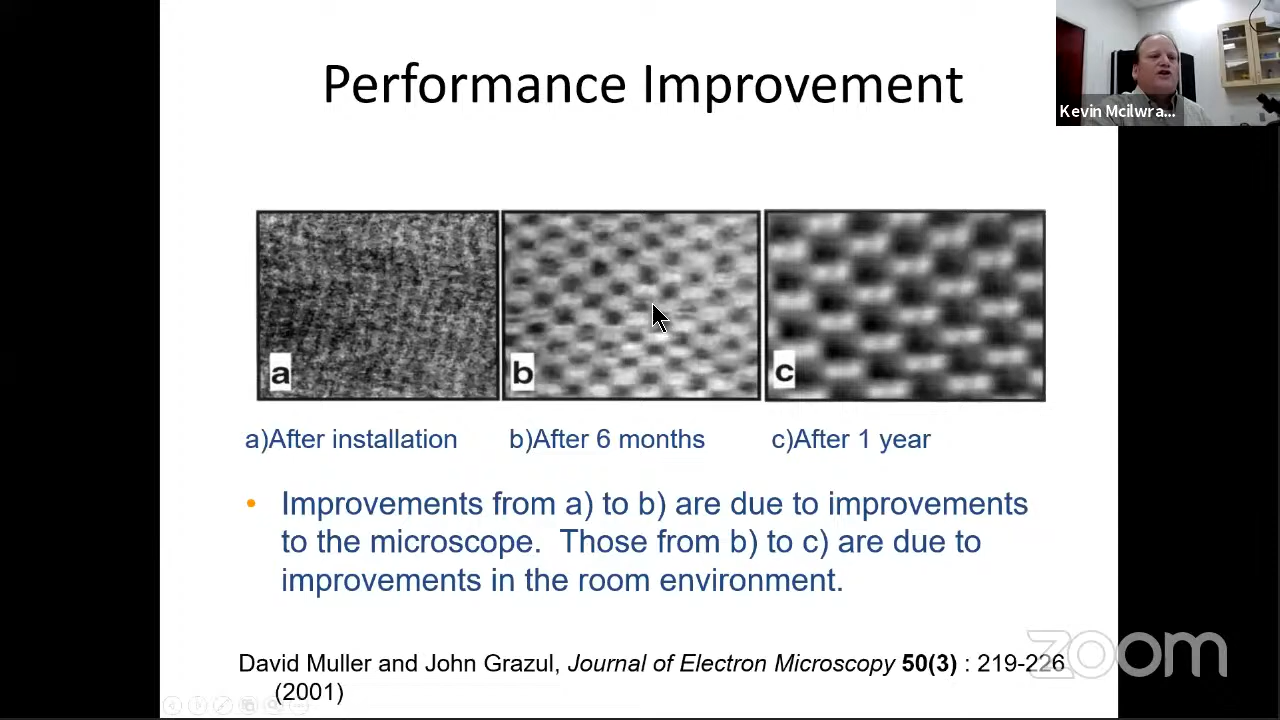 Performance Improvement
Kevin Mcilwra...
a
b
c
a)After installation
b)After 6 months
c)After 1 year
• Improvements from a) to b) are due to improvements
to the microscope. Those from b) to c) are due to
improvements in the room environment.
David Muller and John Grazul, Journal of Electron Microscopy 50(3) : 219-226
(2001)
zoom